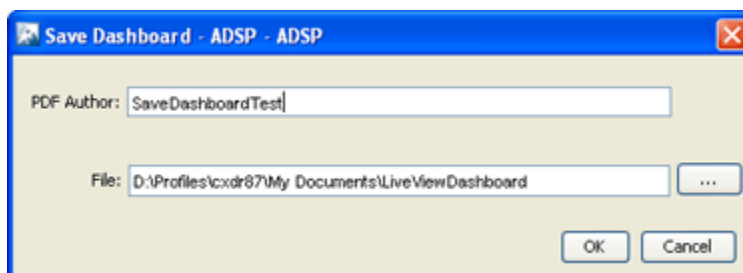 Save Dashboard - ADSP - ADSP
PDF Author: SaveDashboardTest
File: D:\Profiles\cxdr87\My Documents\LiveViewDashboard ...
OK Cancel